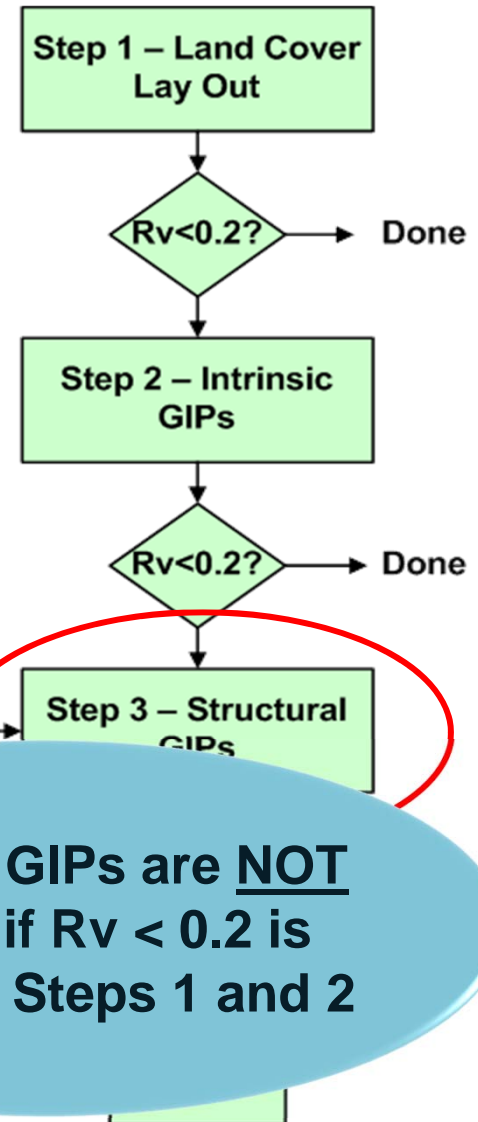 Step 1 – Land Cover
Lay Out
Rv<0.2?
Done
Step 2 – Intrinsic
GIPs
Rv<0.2?
Done
Step 3 – Structural
GIPs
GIPs are NOT
if Rv < 0.2 is
Steps 1 and 2